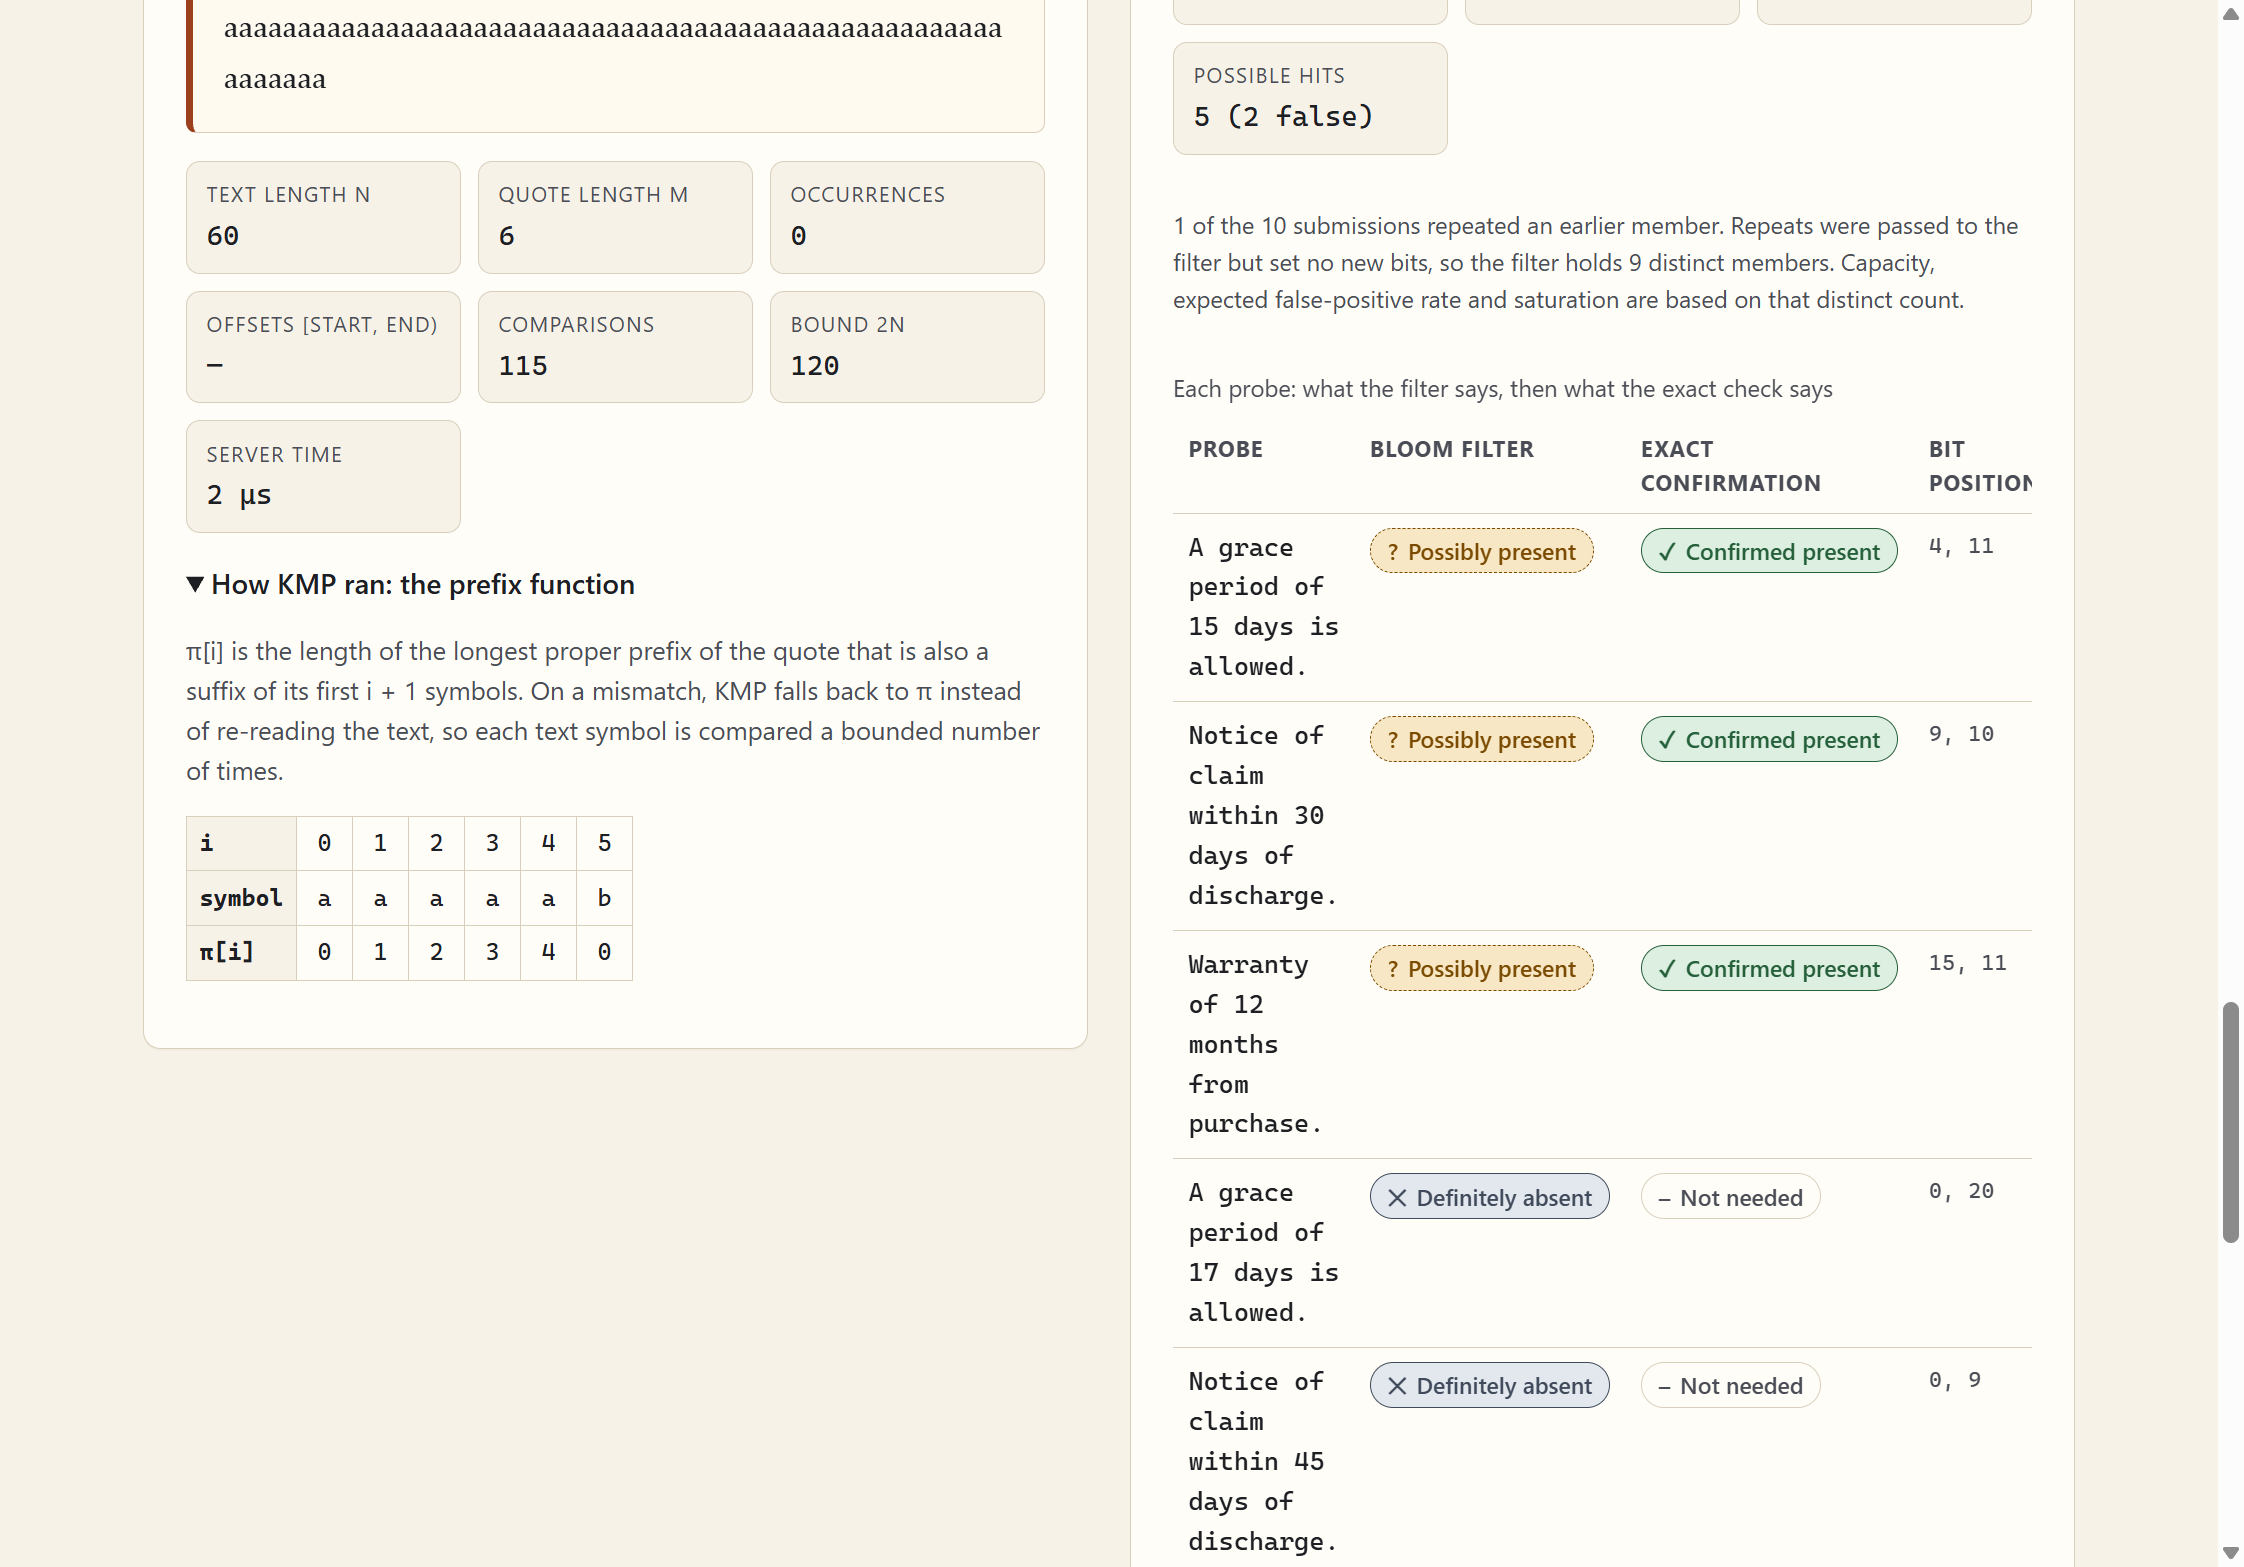 aaaaaaaaaaaaaaaaaaaaaaaaaaaaaaaaaaaaaaaaaaaaaaaaaaaaa
aaaaaaa
TEXT LENGTH N
60
QUOTE LENGTH M
6
OCCURRENCES
0
OFFSETS [START, END)
—
COMPARISONS
115
BOUND 2N
120
SERVER TIME
2 µs
▼ How KMP ran: the prefix function
π[i] is the length of the longest proper prefix of the quote that is also a
suffix of its first i + 1 symbols. On a mismatch, KMP falls back to π instead
of re-reading the text, so each text symbol is compared a bounded number
of times.
i 0 1 2 3 4 5
symbol a a a a a b
π[i] 0 1 2 3 4 0
POSSIBLE HITS
5 (2 false)
1 of the 10 submissions repeated an earlier member. Repeats were passed to the
filter but set no new bits, so the filter holds 9 distinct members. Capacity,
expected false-positive rate and saturation are based on that distinct count.
Each probe: what the filter says, then what the exact check says
PROBE
BLOOM FILTER
EXACT
CONFIRMATION
BIT
POSITION
A grace
period of
15 days is
allowed.
? Possibly present
✓ Confirmed present
4, 11
Notice of
claim
within 30
days of
discharge.
? Possibly present
✓ Confirmed present
9, 10
Warranty
of 12
months
from
purchase.
? Possibly present
✓ Confirmed present
15, 11
A grace
period of
17 days is
allowed.
✕ Definitely absent
– Not needed
0, 20
Notice of
claim
within 45
days of
discharge.
✕ Definitely absent
– Not needed
0, 9